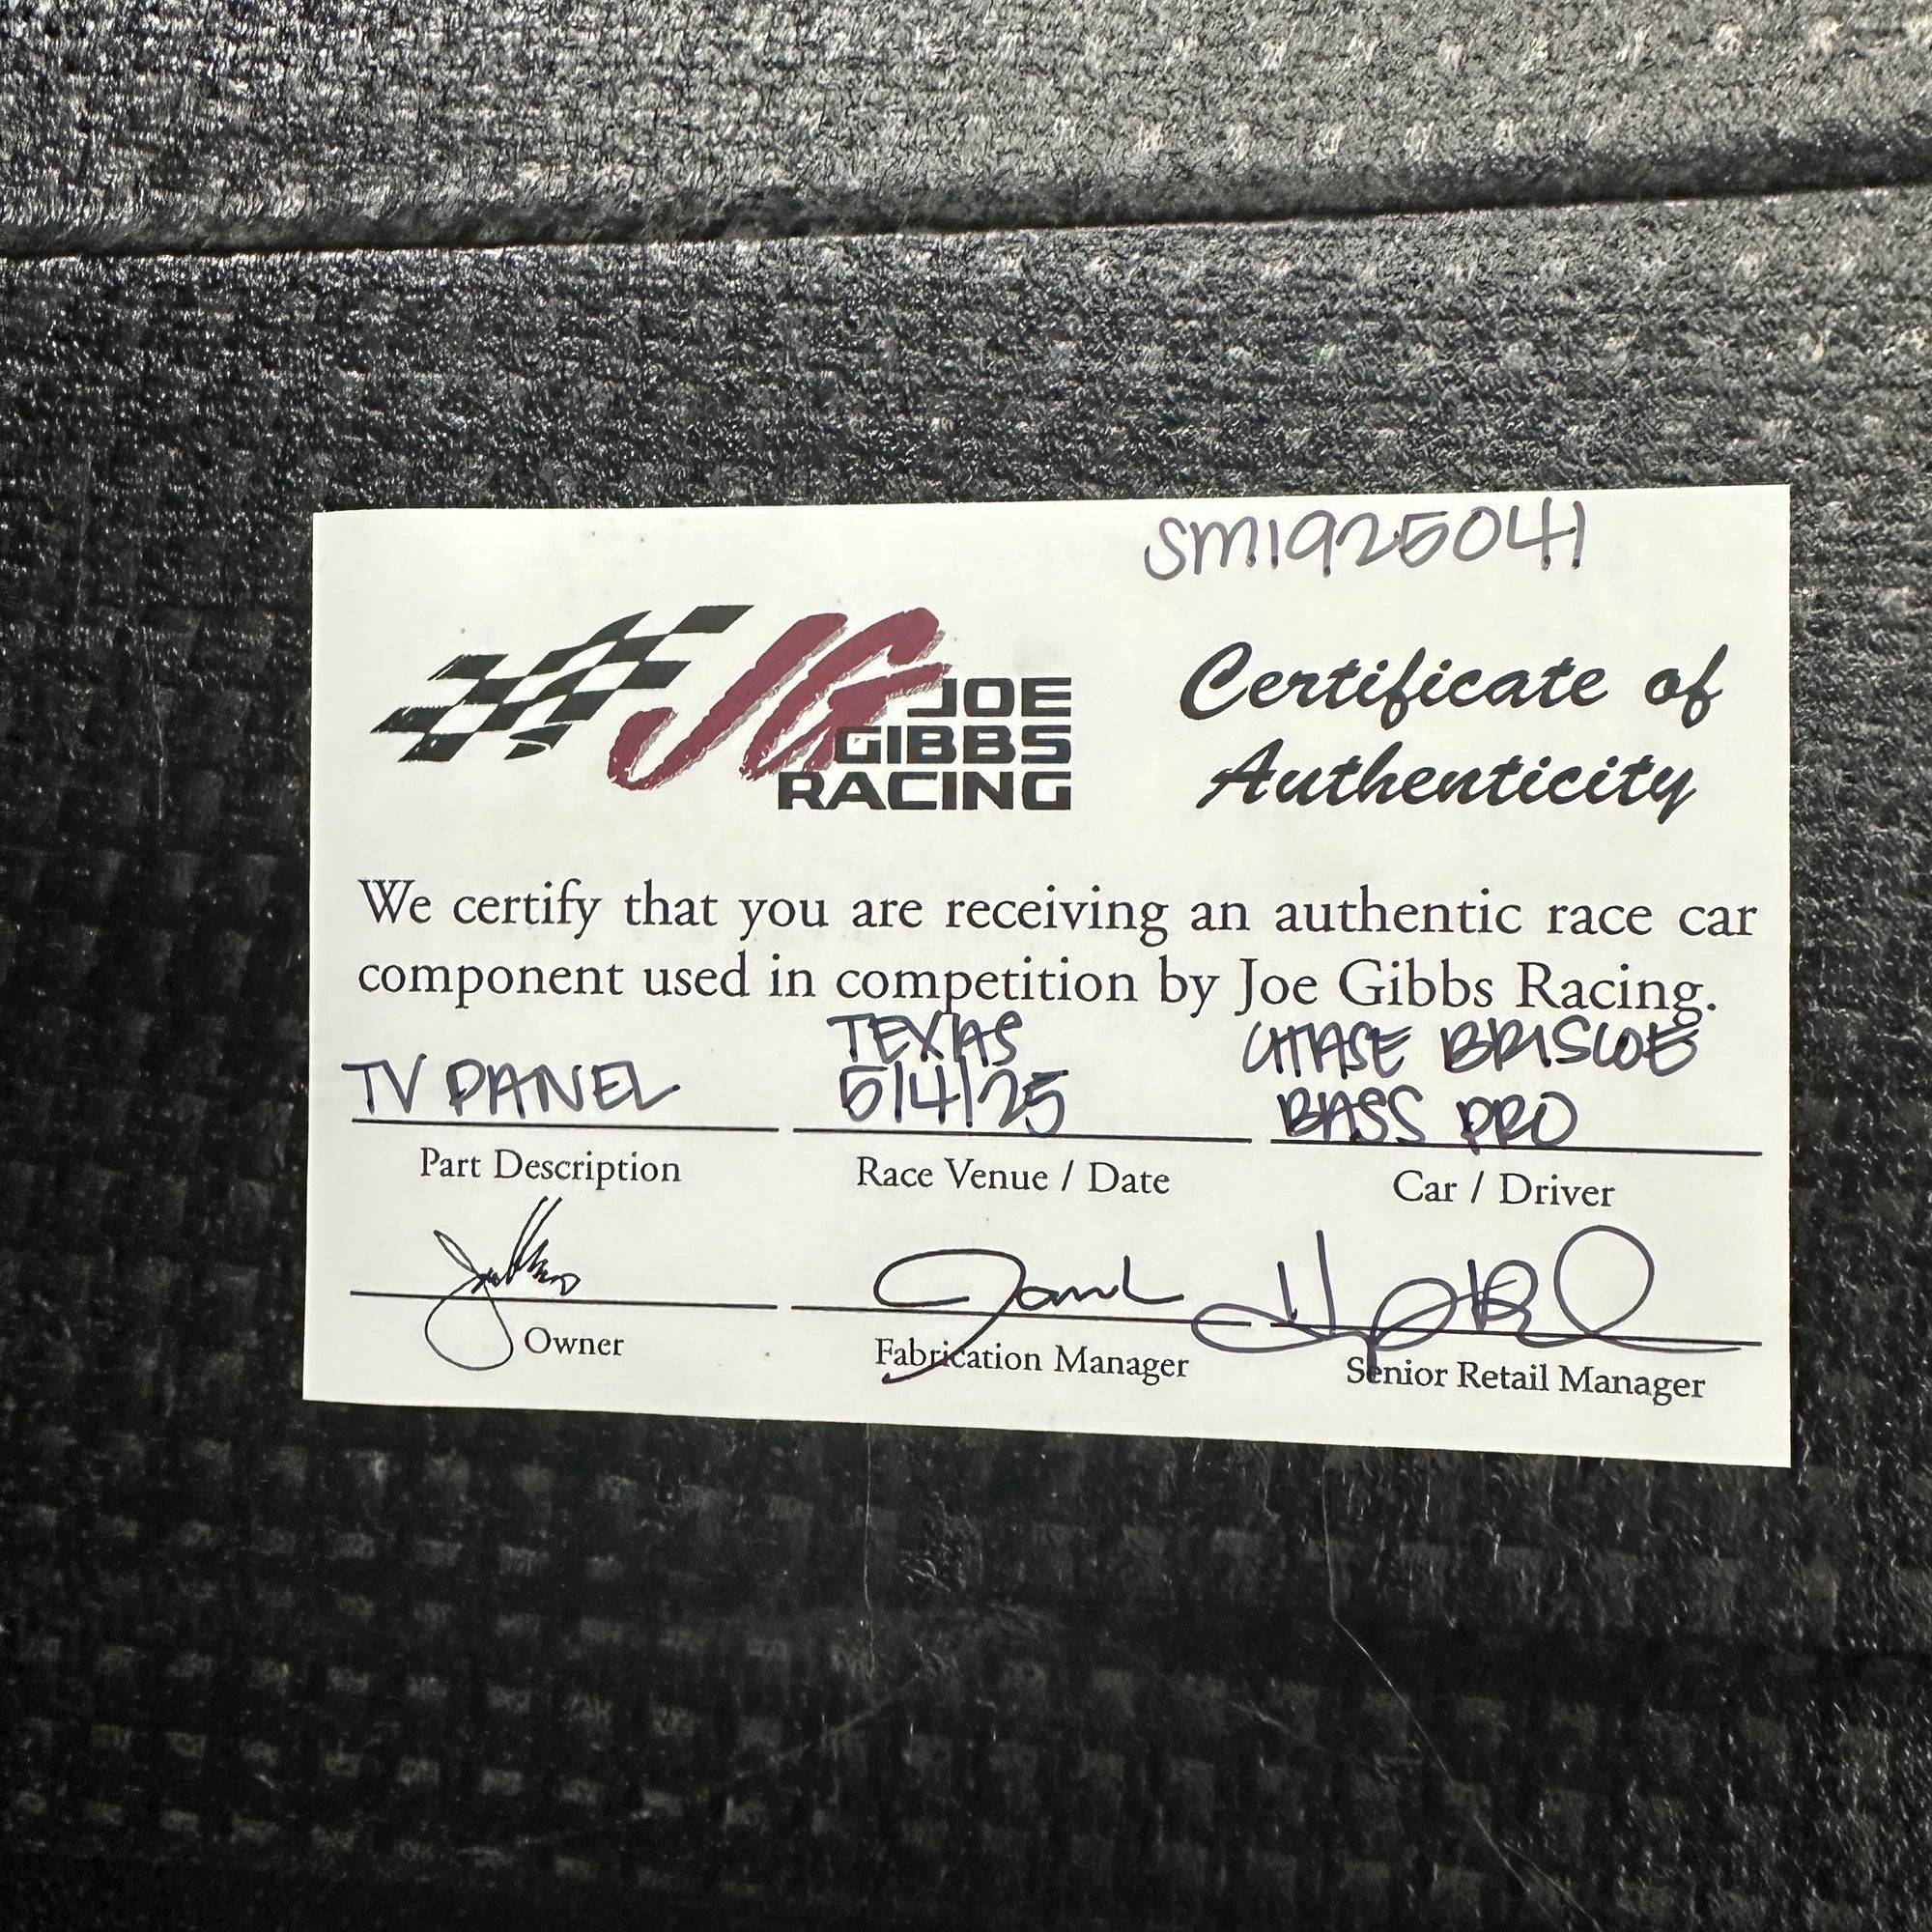 SM1925041
JG JOE
GIBBS
RACING
Certificate of
Authenticity
We certify that you are receiving an authentic race car
component used in competition by Joe Gibbs Racing.
TV PANEL
TEXAS
5/4/25
CHASE BRISCOE
BASS PRO
Part Description
Race Venue / Date
Car / Driver
Owner
Fabrication Manager
Senior Retail Manager